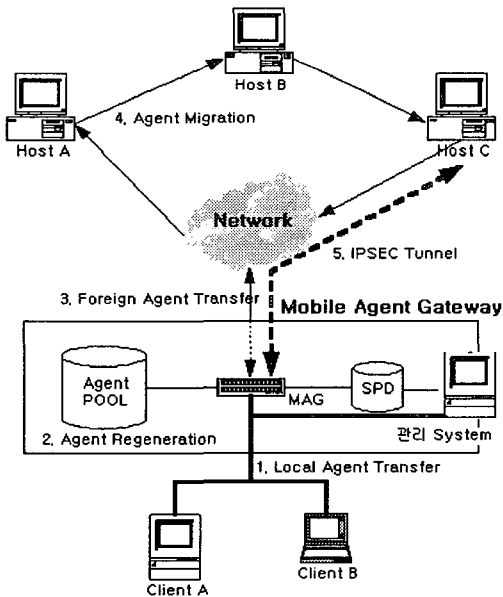 Host B
4, Agent Migration
Host A
Host C
Network
5, IPSEC Tunnel
3, Foreign Agent Transfer
Mobile Agent Gateway
Agent
POOL
MAG
SPD
2, Agent Regeneration
관리 System
1, Local Agent Transfer
Client A
Client B